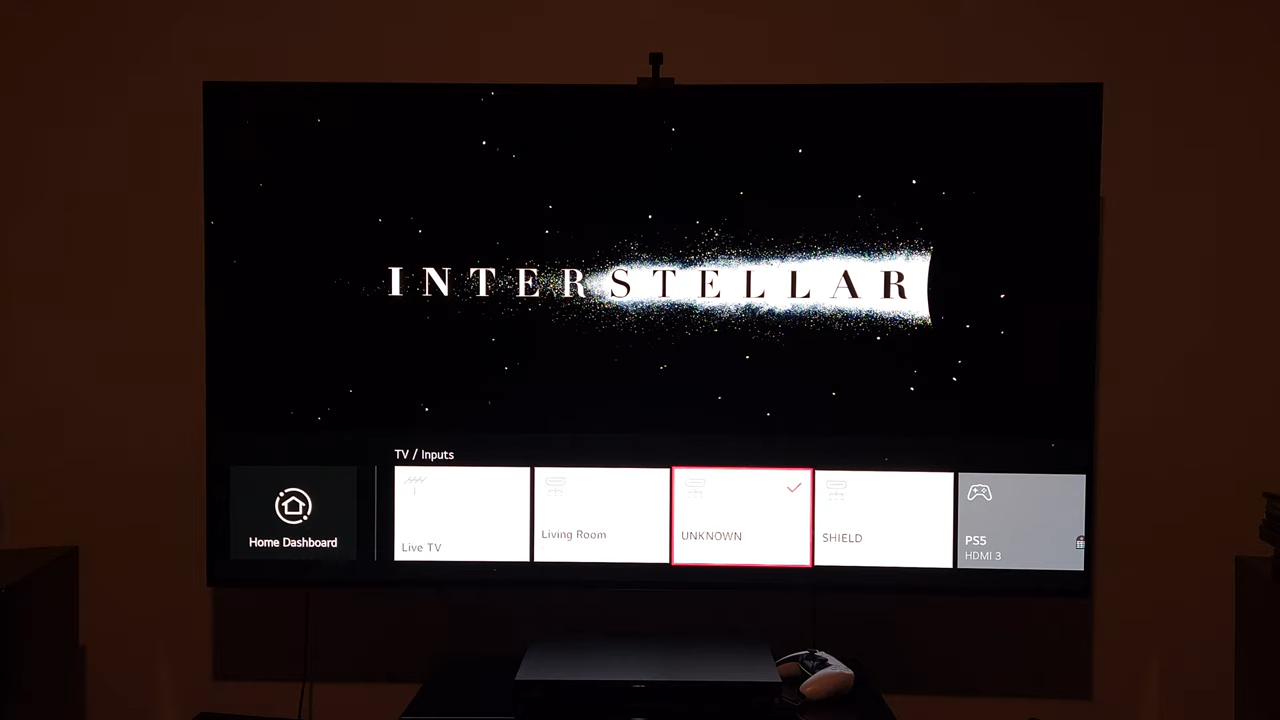 INTERSTELLAR
TV / Inputs
Home Dashboard
Live TV
Living Room
UNKNOWN
SHIELD
PS5
HDMI 3